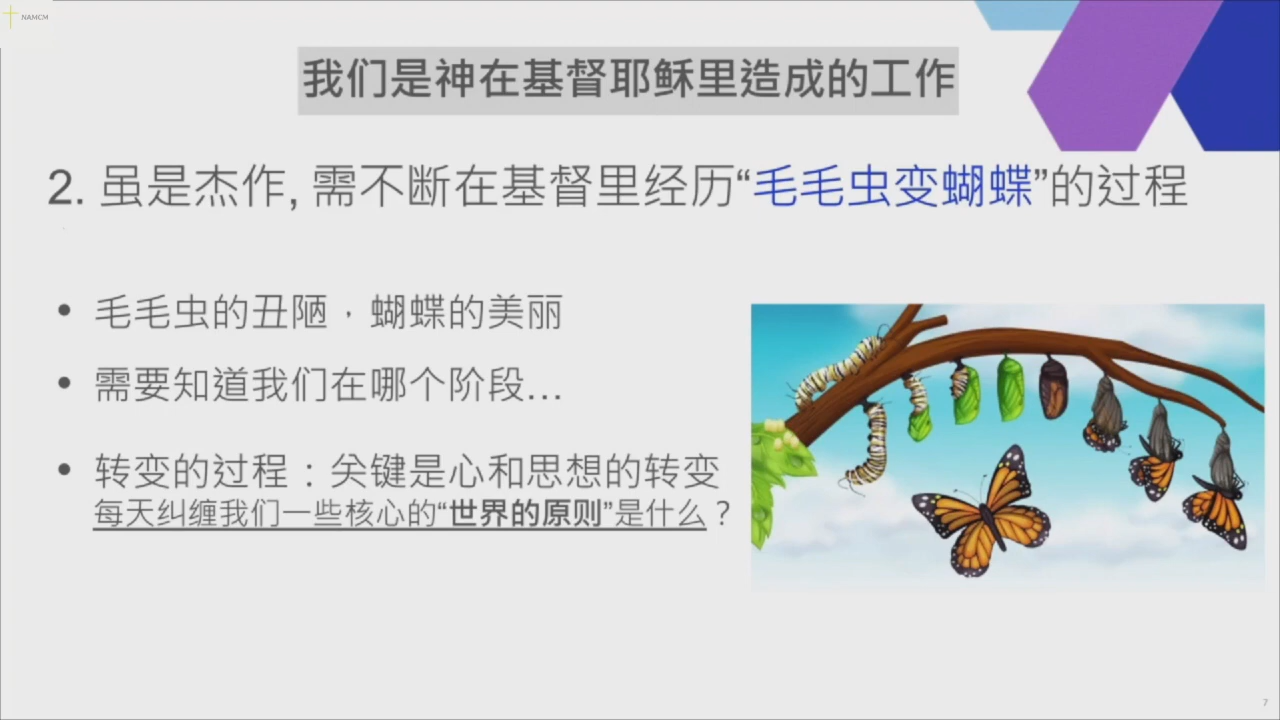 NAMCM
我们是神在基督耶稣里造成的工作
2. 虽是杰作, 需不断在基督里经历“毛毛虫变蝴蝶”的过程
• 毛毛虫的丑陋，蝴蝶的美丽
• 需要知道我们在哪个阶段...
• 转变的过程：关键是心和思想的转变
每天纠缠我们一些核心的“世界的原则”是什么？
7